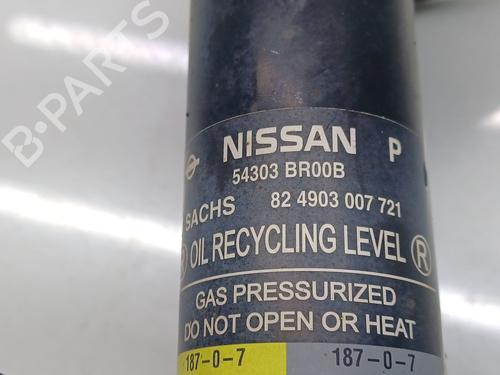 B-PARTS
NISSAN P
54303 BR00B
SACHS 82 4903 007 721
R OIL RECYCLING LEVEL R
GAS PRESSURIZED
DO NOT OPEN OR HEAT
187-0-7 187-0-7